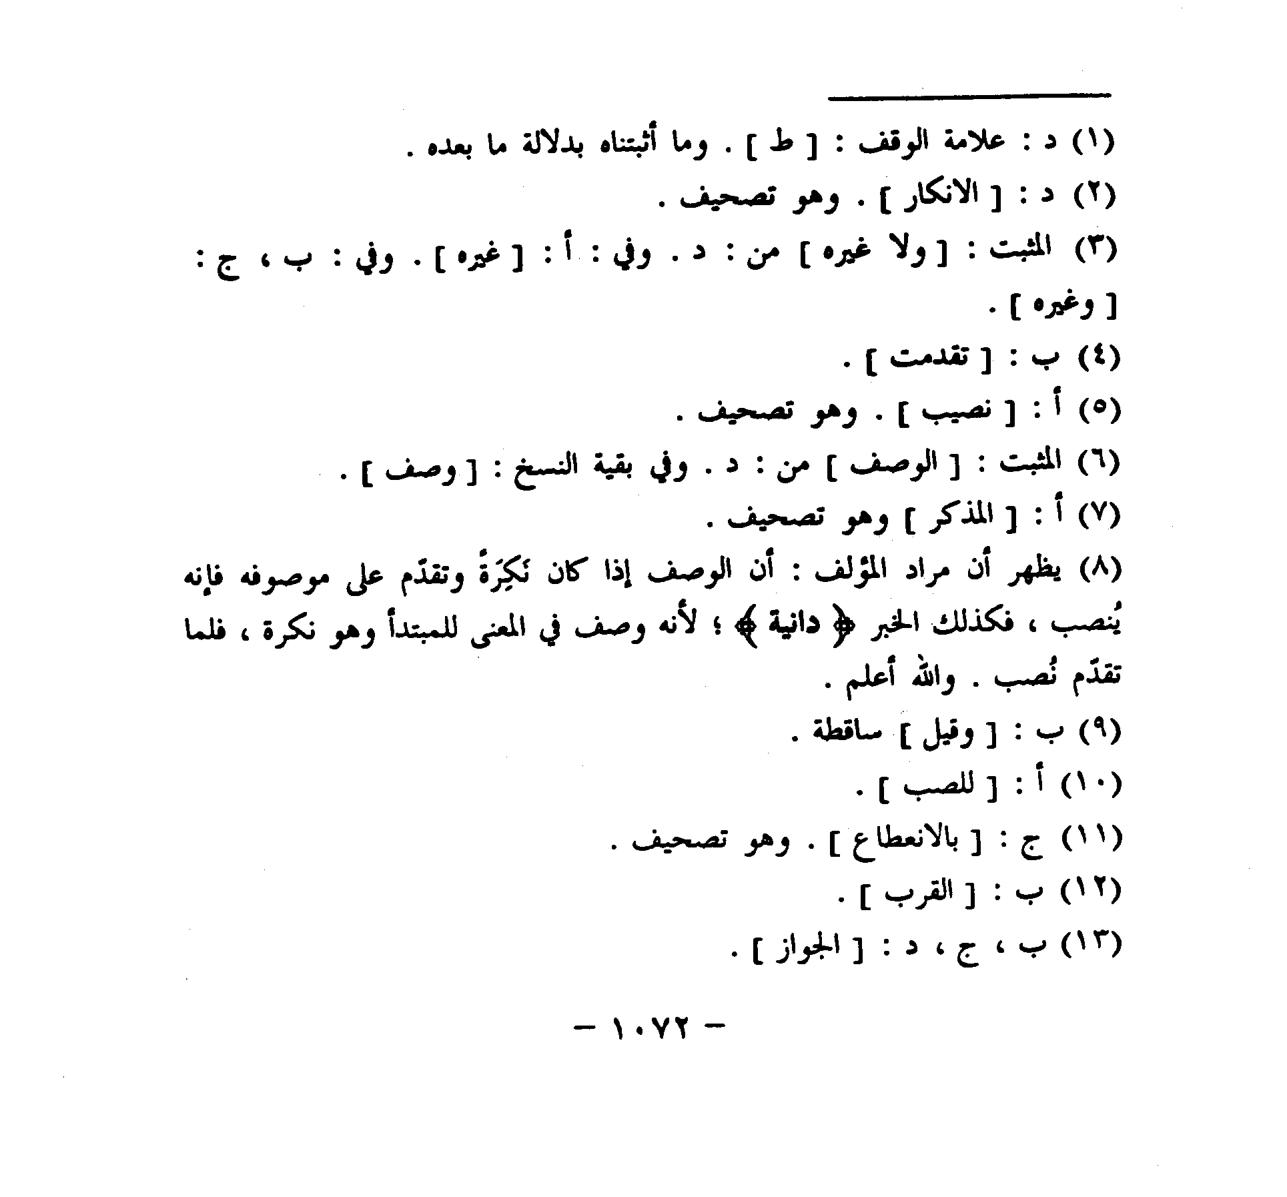 (١) د : علامة الوقف : [ ط ] . وما أثبتناه بدلالة ما بعده .
(٢) د : [ الانكار ] . وهو تصحيف .
(٣) المثبت : [ ولا غيره ] من : د . وفي : أ : [ غيره ] . وفي : ب ، ج :
[ وغيره ] .
(٤) ب : [ تقدمت ] .
(٥) أ : [ نصيب ] . وهو تصحيف .
(٦) المثبت : [ الوصف ] من : د . وفي بقية النسخ : [ وصف ] .
(٧) أ : [ المذكر ] وهو تصحيف .
(٨) يظهر أن مراد المؤلف : أن الوصف إذا كان نَكِرَةً وتقدّم على موصوفه فإنه
يُنصب ، فكذلك الخبر ﴿ دانية ﴾ ؛ لأنه وصف في المعنى للمبتدأ وهو نكرة ، فلما
تقدّم نُصب . والله أعلم .
(٩) ب : [ وقيل ] ساقطة .
(١٠) أ : [ للصب ] .
(١١) ج : [ بالانعطاع ] . وهو تصحيف .
(١٢) ب : [ القرب ] .
(١٣) ب ، ج ، د : [ الجواز ] .
– ١٠٧٢ –